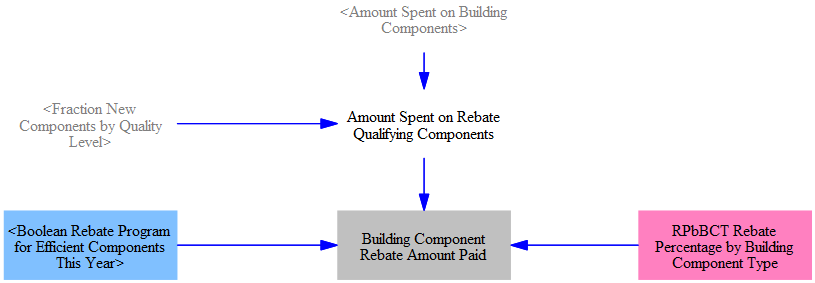 <Amount Spent on Building
Components>
<Fraction New
Components by Quality
Level>
Amount Spent on Rebate
Qualifying Components
<Boolean Rebate Program
for Efficient Components
This Year>
Building Component
Rebate Amount Paid
RPbBCT Rebate
Percentage by Building
Component Type